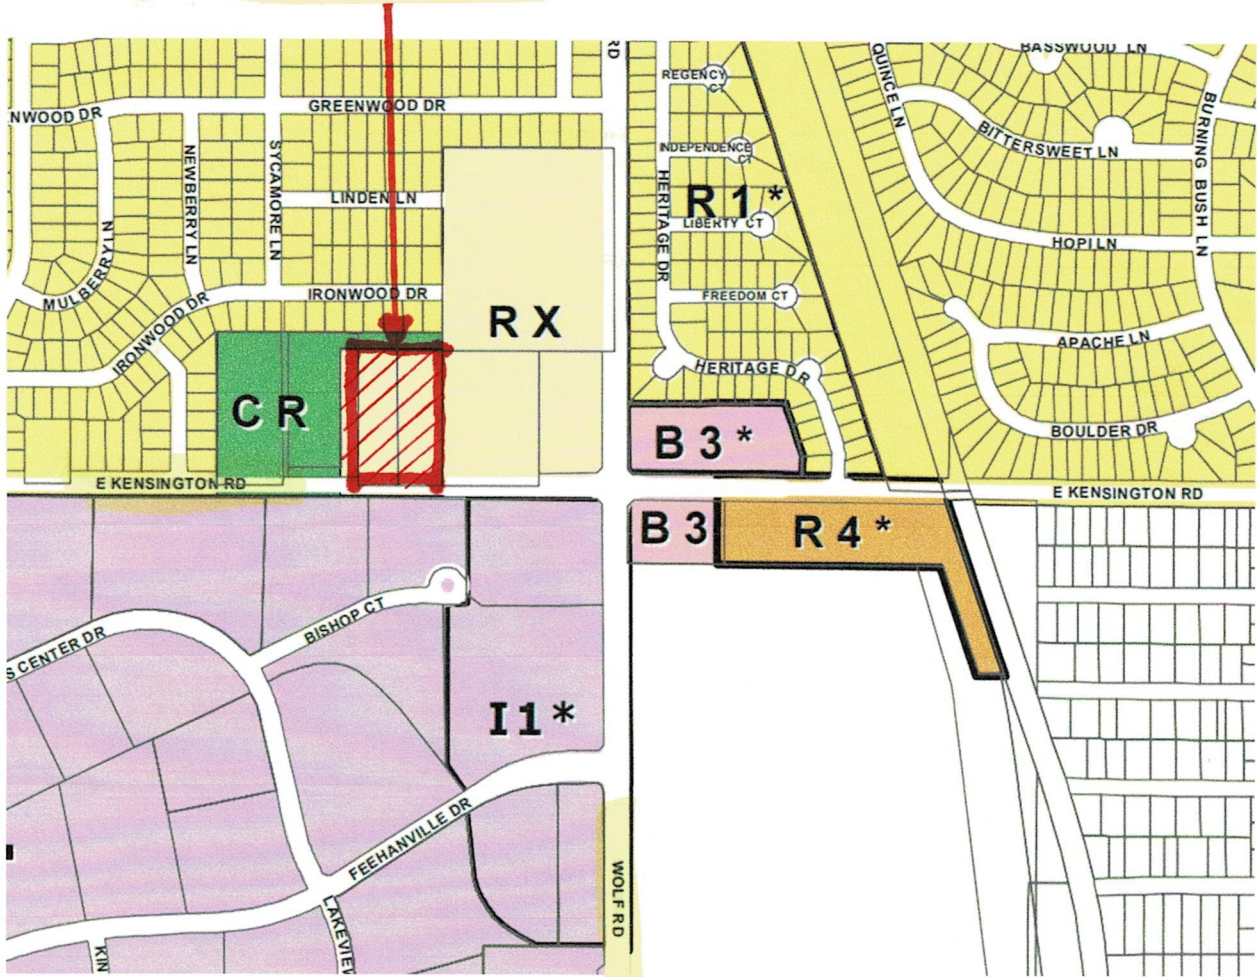 RD
BASSWOOD LN
QUINCE LN
REGENCY
CT
GREENWOOD DR
NWOOD DR
BURNING BUSH LN
BITTERSWEET LN
INDEPENDENCE
CT
NEWBERRY LN
SYCAMORE LN
LINDEN LN
HERITAGE DR
R 1 *
LIBERTY CT
HOPI LN
MULBERRY LN
IRONWOOD DR
IRONWOOD DR
FREEDOM CT
R X
APACHE LN
HERITAGE DR
C R
B 3 *
BOULDER DR
E KENSINGTON RD
E KENSINGTON RD
B 3
R 4 *
BISHOP CT
S CENTER DR
I 1 *
FEEHANVILLE DR
WOLF RD
LAKEVIEW
KIN